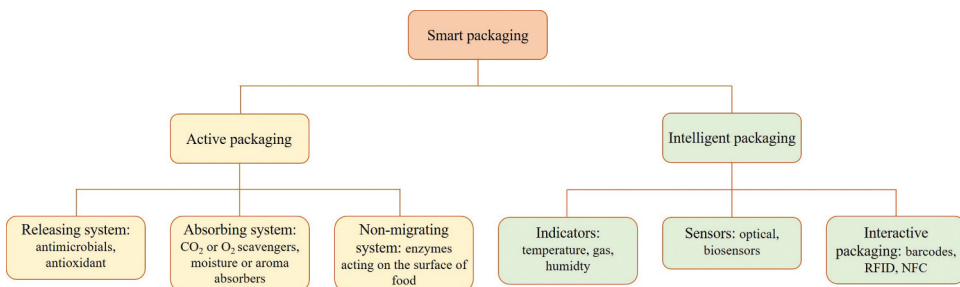 Smart packaging
Active packaging
Intelligent packaging
Releasing system:
antimicrobials,
antioxidant
Absorbing system:
CO₂ or O₂ scavengers,
moisture or aroma
absorbers
Non-migrating
system: enzymes
acting on the surface of
food
Indicators:
temperature, gas,
humidty
Sensors: optical,
biosensors
Interactive
packaging: barcodes,
RFID, NFC